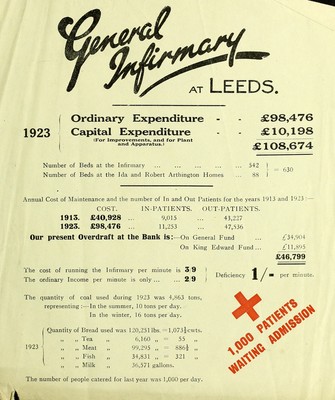 General
Infirmary
AT LEEDS.
1923
Ordinary Expenditure - - £98,476
Capital Expenditure - - £10,198
(For Improvements, and for Plant
and Apparatus.)
£108,674
Number of Beds at the Infirmary ... ... ... ... 542
Number of Beds at the Ida and Robert Arthington Homes ... 88
= 630
Annual Cost of Maintenance and the number of In and Out Patients for the years 1913 and 1923:—
COST. IN-PATIENTS. OUT-PATIENTS.
1913. £40,928 ... 9,015 ... 43,227
1923. £98,476 ... 11,253 ... 47,536
Our present Overdraft at the Bank is:—On General Fund ... £34,904
On King Edward Fund ... £11,895
£46,799
The cost of running the Infirmary per minute is 3/9
The ordinary Income per minute is only ... ... 2/9
Deficiency 1/- per minute.
The quantity of coal used during 1923 was 4,863 tons,
representing:—In the summer, 10 tons per day.—
In the winter, 16 tons per day.
1,000 PATIENTS
WAITING ADMISSION
1923
Quantity of Bread used was 120,231 lbs. = 1,073½ cwts.
,, ,, Tea ,, 6,160 ,, = 55 ,,
,, ,, Meat ,, 99,295 ,, = 886½ ,,
,, ,, Fish ,, 34,831 ,, = 321 ,,
,, ,, Milk ,, 36,571 gallons.
The number of people catered for last year was 1,000 per day.